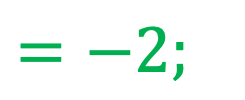 = −2;